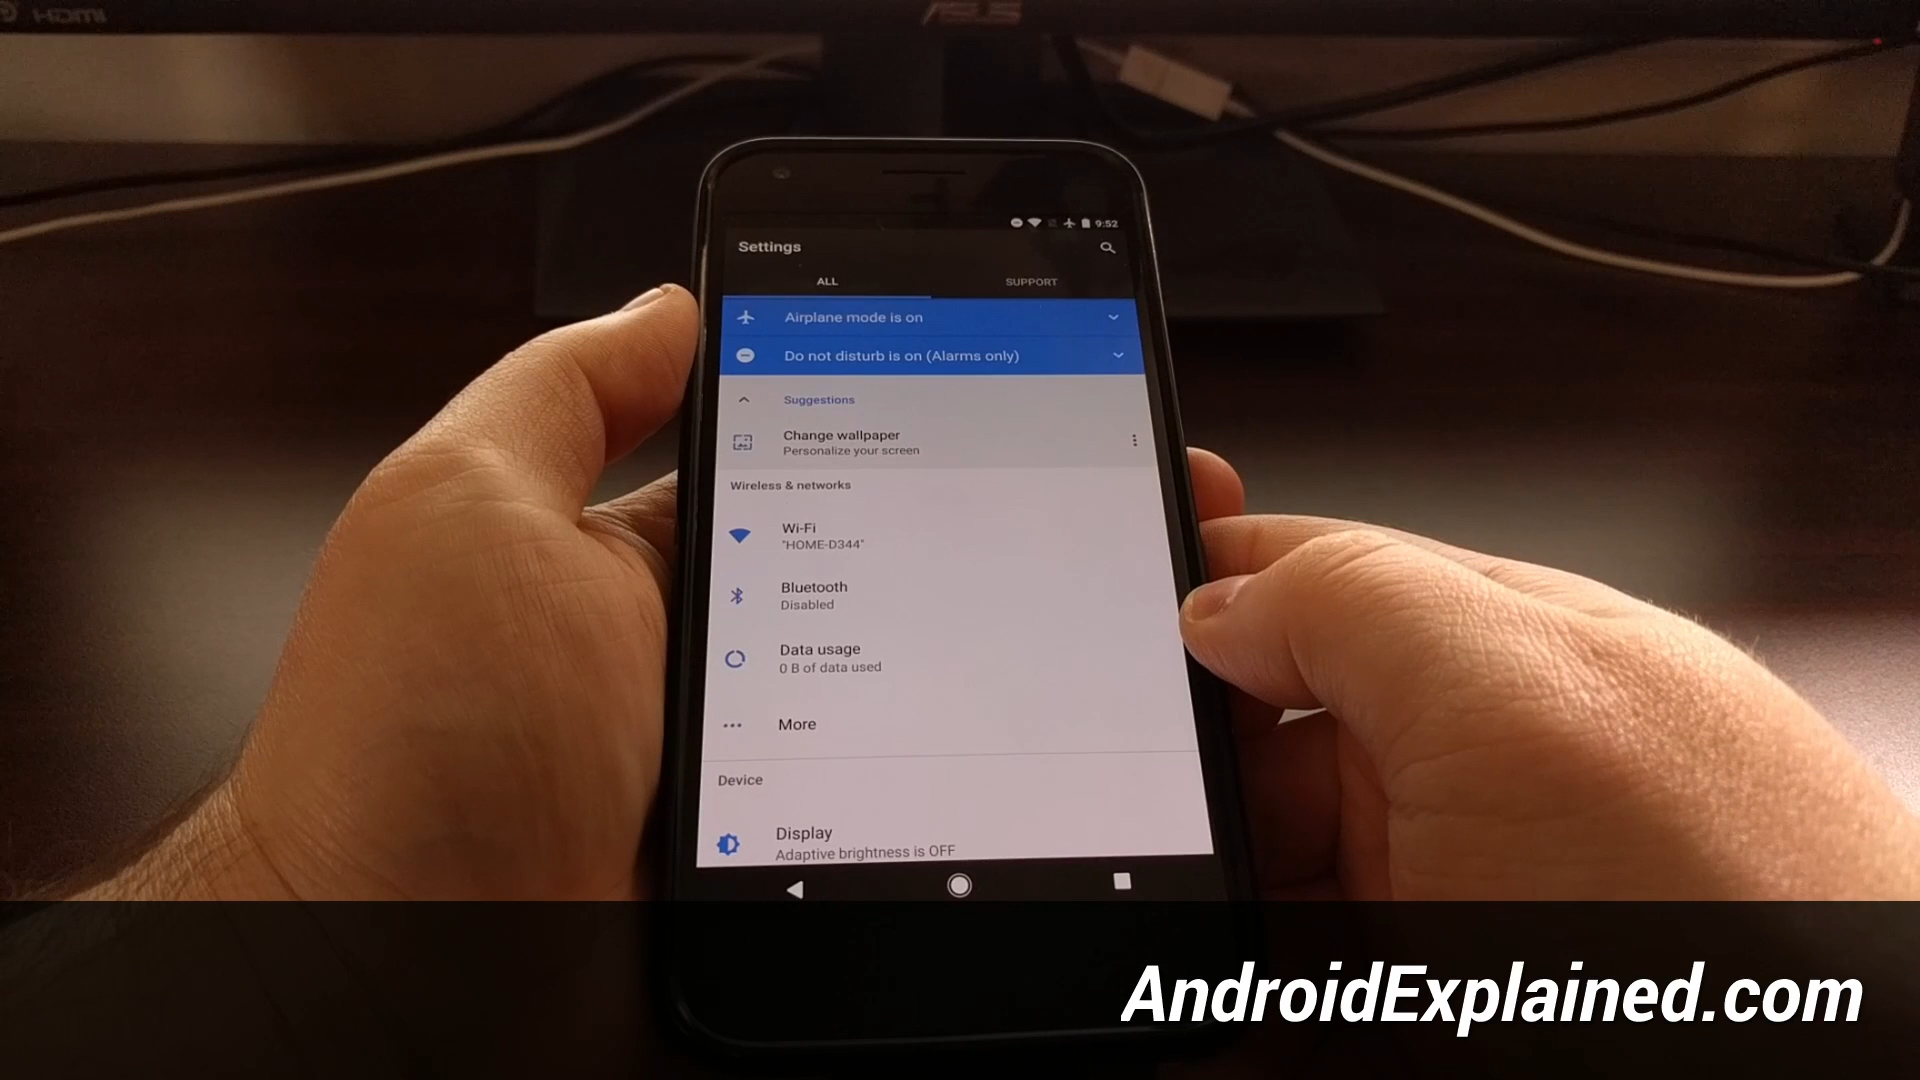 HDMI
ASUS
9:52
Settings
ALL
SUPPORT
Airplane mode is on
Do not disturb is on (Alarms only)
Suggestions
Change wallpaper
Personalize your screen
Wireless & networks
Wi-Fi
"HOME-D344"
Bluetooth
Disabled
Data usage
0 B of data used
More
Device
Display
Adaptive brightness is OFF
AndroidExplained.com